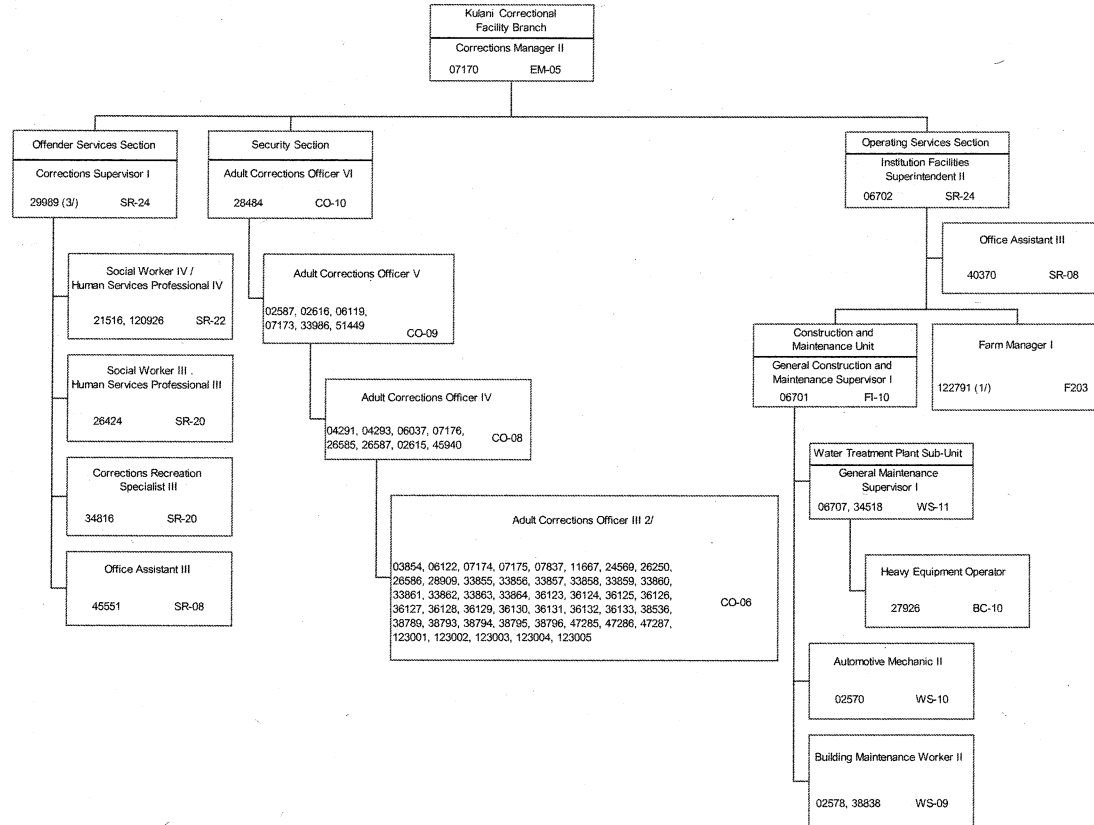 Kulani Correctional
Facility Branch
Corrections Manager II
07170 EM-05
Offender Services Section
Corrections Supervisor I
29989 (3/) SR-24
Social Worker IV /
Human Services Professional IV
21516, 120926 SR-22
Social Worker III .
Human Services Professional III
26424 SR-20
Corrections Recreation
Specialist III
34816 SR-20
Office Assistant III
45551 SR-08
Security Section
Adult Corrections Officer VI
28484 CO-10
Adult Corrections Officer V
02587, 02616, 06119,
07173, 33986, 51449
CO-09
Adult Corrections Officer IV
04291, 04293, 06037, 07176,
26585, 26587, 02615, 45940
CO-08
Adult Corrections Officer III 2/
03854, 06122, 07174, 07175, 07837, 11667, 24569, 26250,
26586, 28909, 33855, 33856, 33857, 33858, 33859, 33860,
33861, 33862, 33863, 33864, 36123, 36124, 36125, 36126,
36127, 36128, 36129, 36130, 36131, 36132, 36133, 38536,
38789, 38793, 38794, 38795, 38796, 47285, 47286, 47287,
123001, 123002, 123003, 123004, 123005
CO-06
Operating Services Section
Institution Facilities
Superintendent II
06702 SR-24
Office Assistant III
40370 SR-08
Construction and
Maintenance Unit
General Construction and
Maintenance Supervisor I
06701 FI-10
Farm Manager I
122791 (1/) F203
Water Treatment Plant Sub-Unit
General Maintenance
Supervisor I
06707, 34518 WS-11
Heavy Equipment Operator
27926 BC-10
Automotive Mechanic II
02570 WS-10
Building Maintenance Worker II
02578, 38838 WS-09